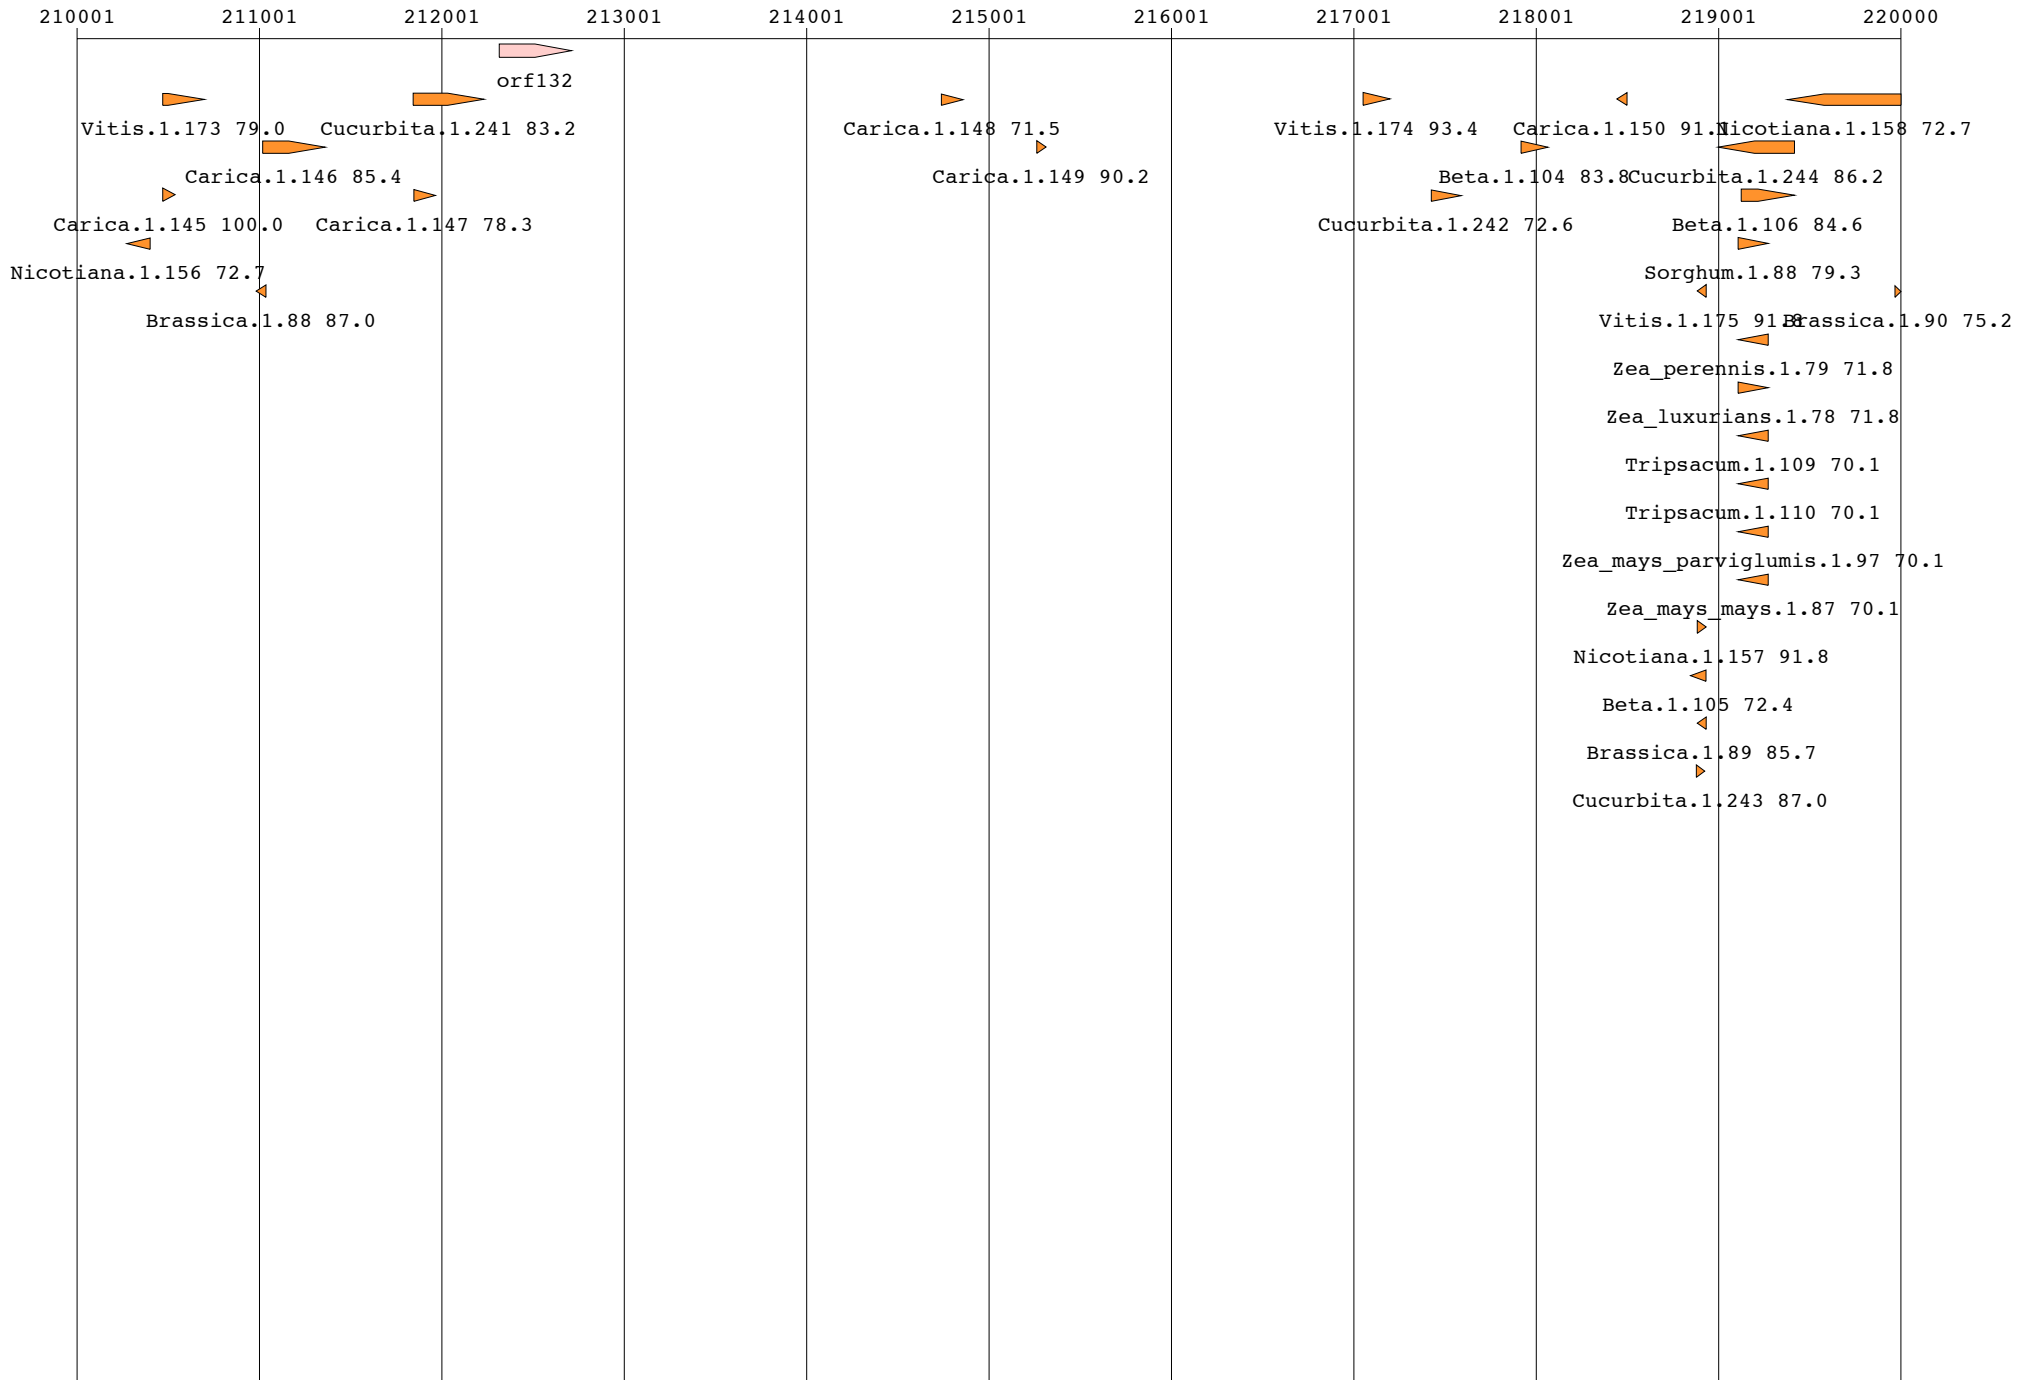 210001 211001 212001 213001 214001 215001 216001 217001 218001 219001 220000
orf132
Vitis.1.173 79.0 Cucurbita.1.241 83.2 Carica.1.148 71.5 Vitis.1.174 93.4 Carica.1.150 91.1 Nicotiana.1.158 72.7
Carica.1.146 85.4 Carica.1.149 90.2 Beta.1.104 83.8 Cucurbita.1.244 86.2
Carica.1.145 100.0 Carica.1.147 78.3 Cucurbita.1.242 72.6 Beta.1.106 84.6
Nicotiana.1.156 72.7 Sorghum.1.88 79.3
Brassica.1.88 87.0 Vitis.1.175 91.8 Brassica.1.90 75.2
Zea_perennis.1.79 71.8
Zea_luxurians.1.78 71.8
Tripsacum.1.109 70.1
Tripsacum.1.110 70.1
Zea_mays_parviglumis.1.97 70.1
Zea_mays_mays.1.87 70.1
Nicotiana.1.157 91.8
Beta.1.105 72.4
Brassica.1.89 85.7
Cucurbita.1.243 87.0